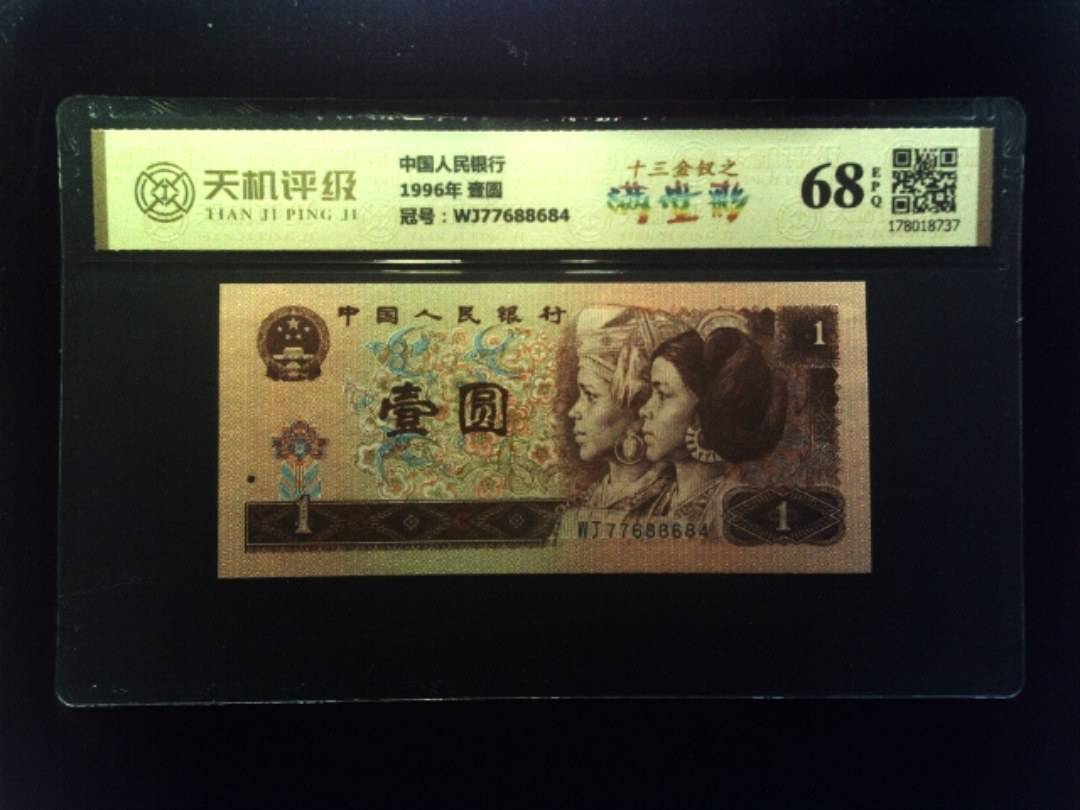 天机评级
TIAN JI PING JI
中国人民银行
1996年 壹圆
冠号：WJ77688684
十三金钗之
满堂彩
68
EPQ
178018737
中国人民银行
1
壹圆
1
WJ77688684
1